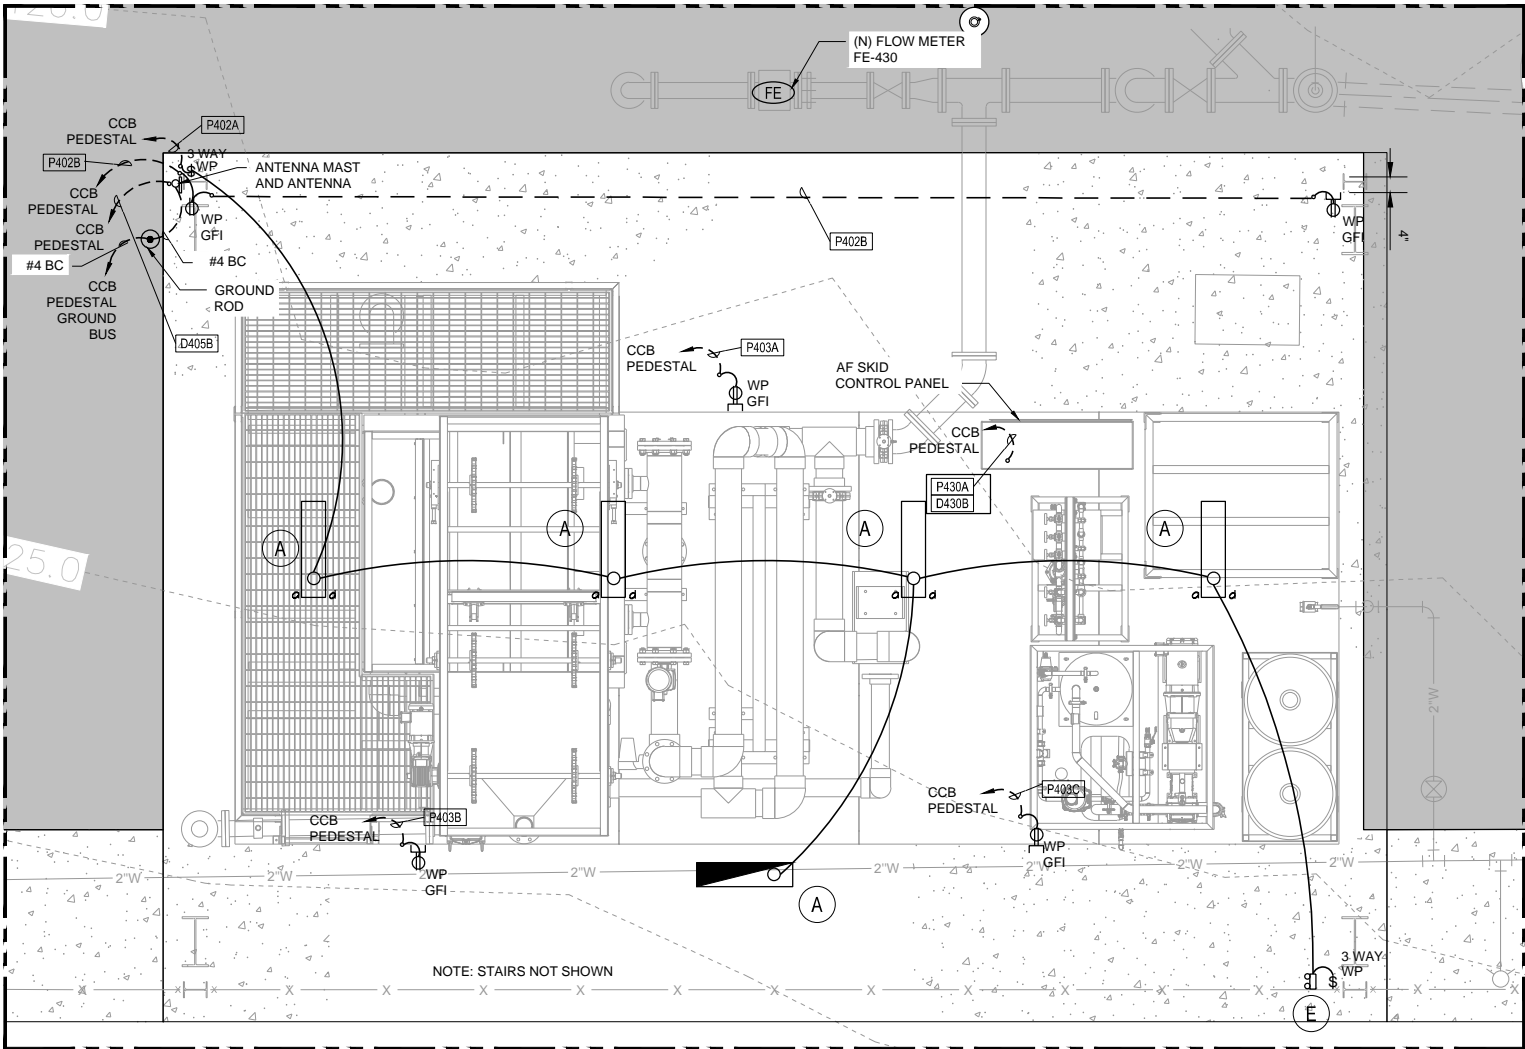 120.0
(N) FLOW METER
FE-430
FE
CCB
PEDESTAL
P402A
3 WAY
WP
$
P402B
ANTENNA MAST
AND ANTENNA
CCB
PEDESTAL
WP
GFI
CCB
PEDESTAL
#4 BC
#4 BC
GROUND
ROD
CCB
PEDESTAL
GROUND
BUS
D405B
P402B
WP
GFI
4"
CCB
PEDESTAL
P403A
WP
GFI
AF SKID
CONTROL PANEL
CCB
PEDESTAL
P430A
D430B
A
A
A
A
25.0
a a
a a
a a
a a
2"W
CCB
PEDESTAL
P403B
WP
GFI
CCB
PEDESTAL
P403C
WP
GFI
2"W
2"W
2"W
2"W
2"W
2"W
2"W
2"W
A
NOTE: STAIRS NOT SHOWN
3 WAY
WP
$
X X X X X X X X X X X X X X
E